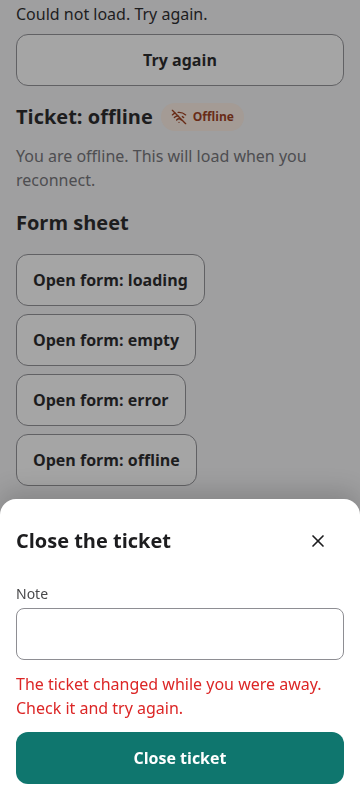 Could not load. Try again.
Try again
Ticket: offline
Offline
You are offline. This will load when you
reconnect.
Form sheet
Open form: loading
Open form: empty
Open form: error
Open form: offline
Close the ticket
Note
The ticket changed while you were away.
Check it and try again.
Close ticket